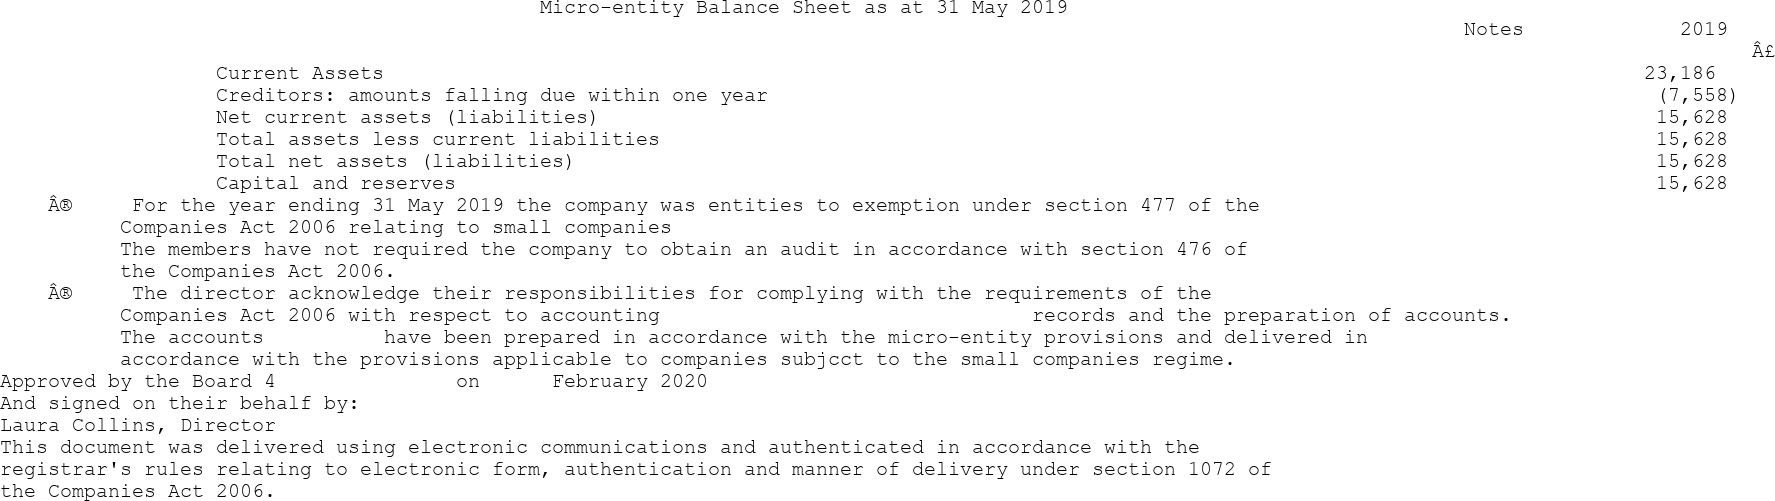 Micro-entity Balance Sheet as at 31 May 2019
Notes 2019
Â£
Current Assets 23,186
Creditors: amounts falling due within one year (7,558)
Net current assets (liabilities) 15,628
Total assets less current liabilities 15,628
Total net assets (liabilities) 15,628
Capital and reserves 15,628
Â® For the year ending 31 May 2019 the company was entities to exemption under section 477 of the
Companies Act 2006 relating to small companies
The members have not required the company to obtain an audit in accordance with section 476 of
the Companies Act 2006.
Â® The director acknowledge their responsibilities for complying with the requirements of the
Companies Act 2006 with respect to accounting records and the preparation of accounts.
The accounts have been prepared in accordance with the micro-entity provisions and delivered in
accordance with the provisions applicable to companies subjcct to the small companies regime.
Approved by the Board 4 on February 2020
And signed on their behalf by:
Laura Collins, Director
This document was delivered using electronic communications and authenticated in accordance with the
registrar's rules relating to electronic form, authentication and manner of delivery under section 1072 of
the Companies Act 2006.